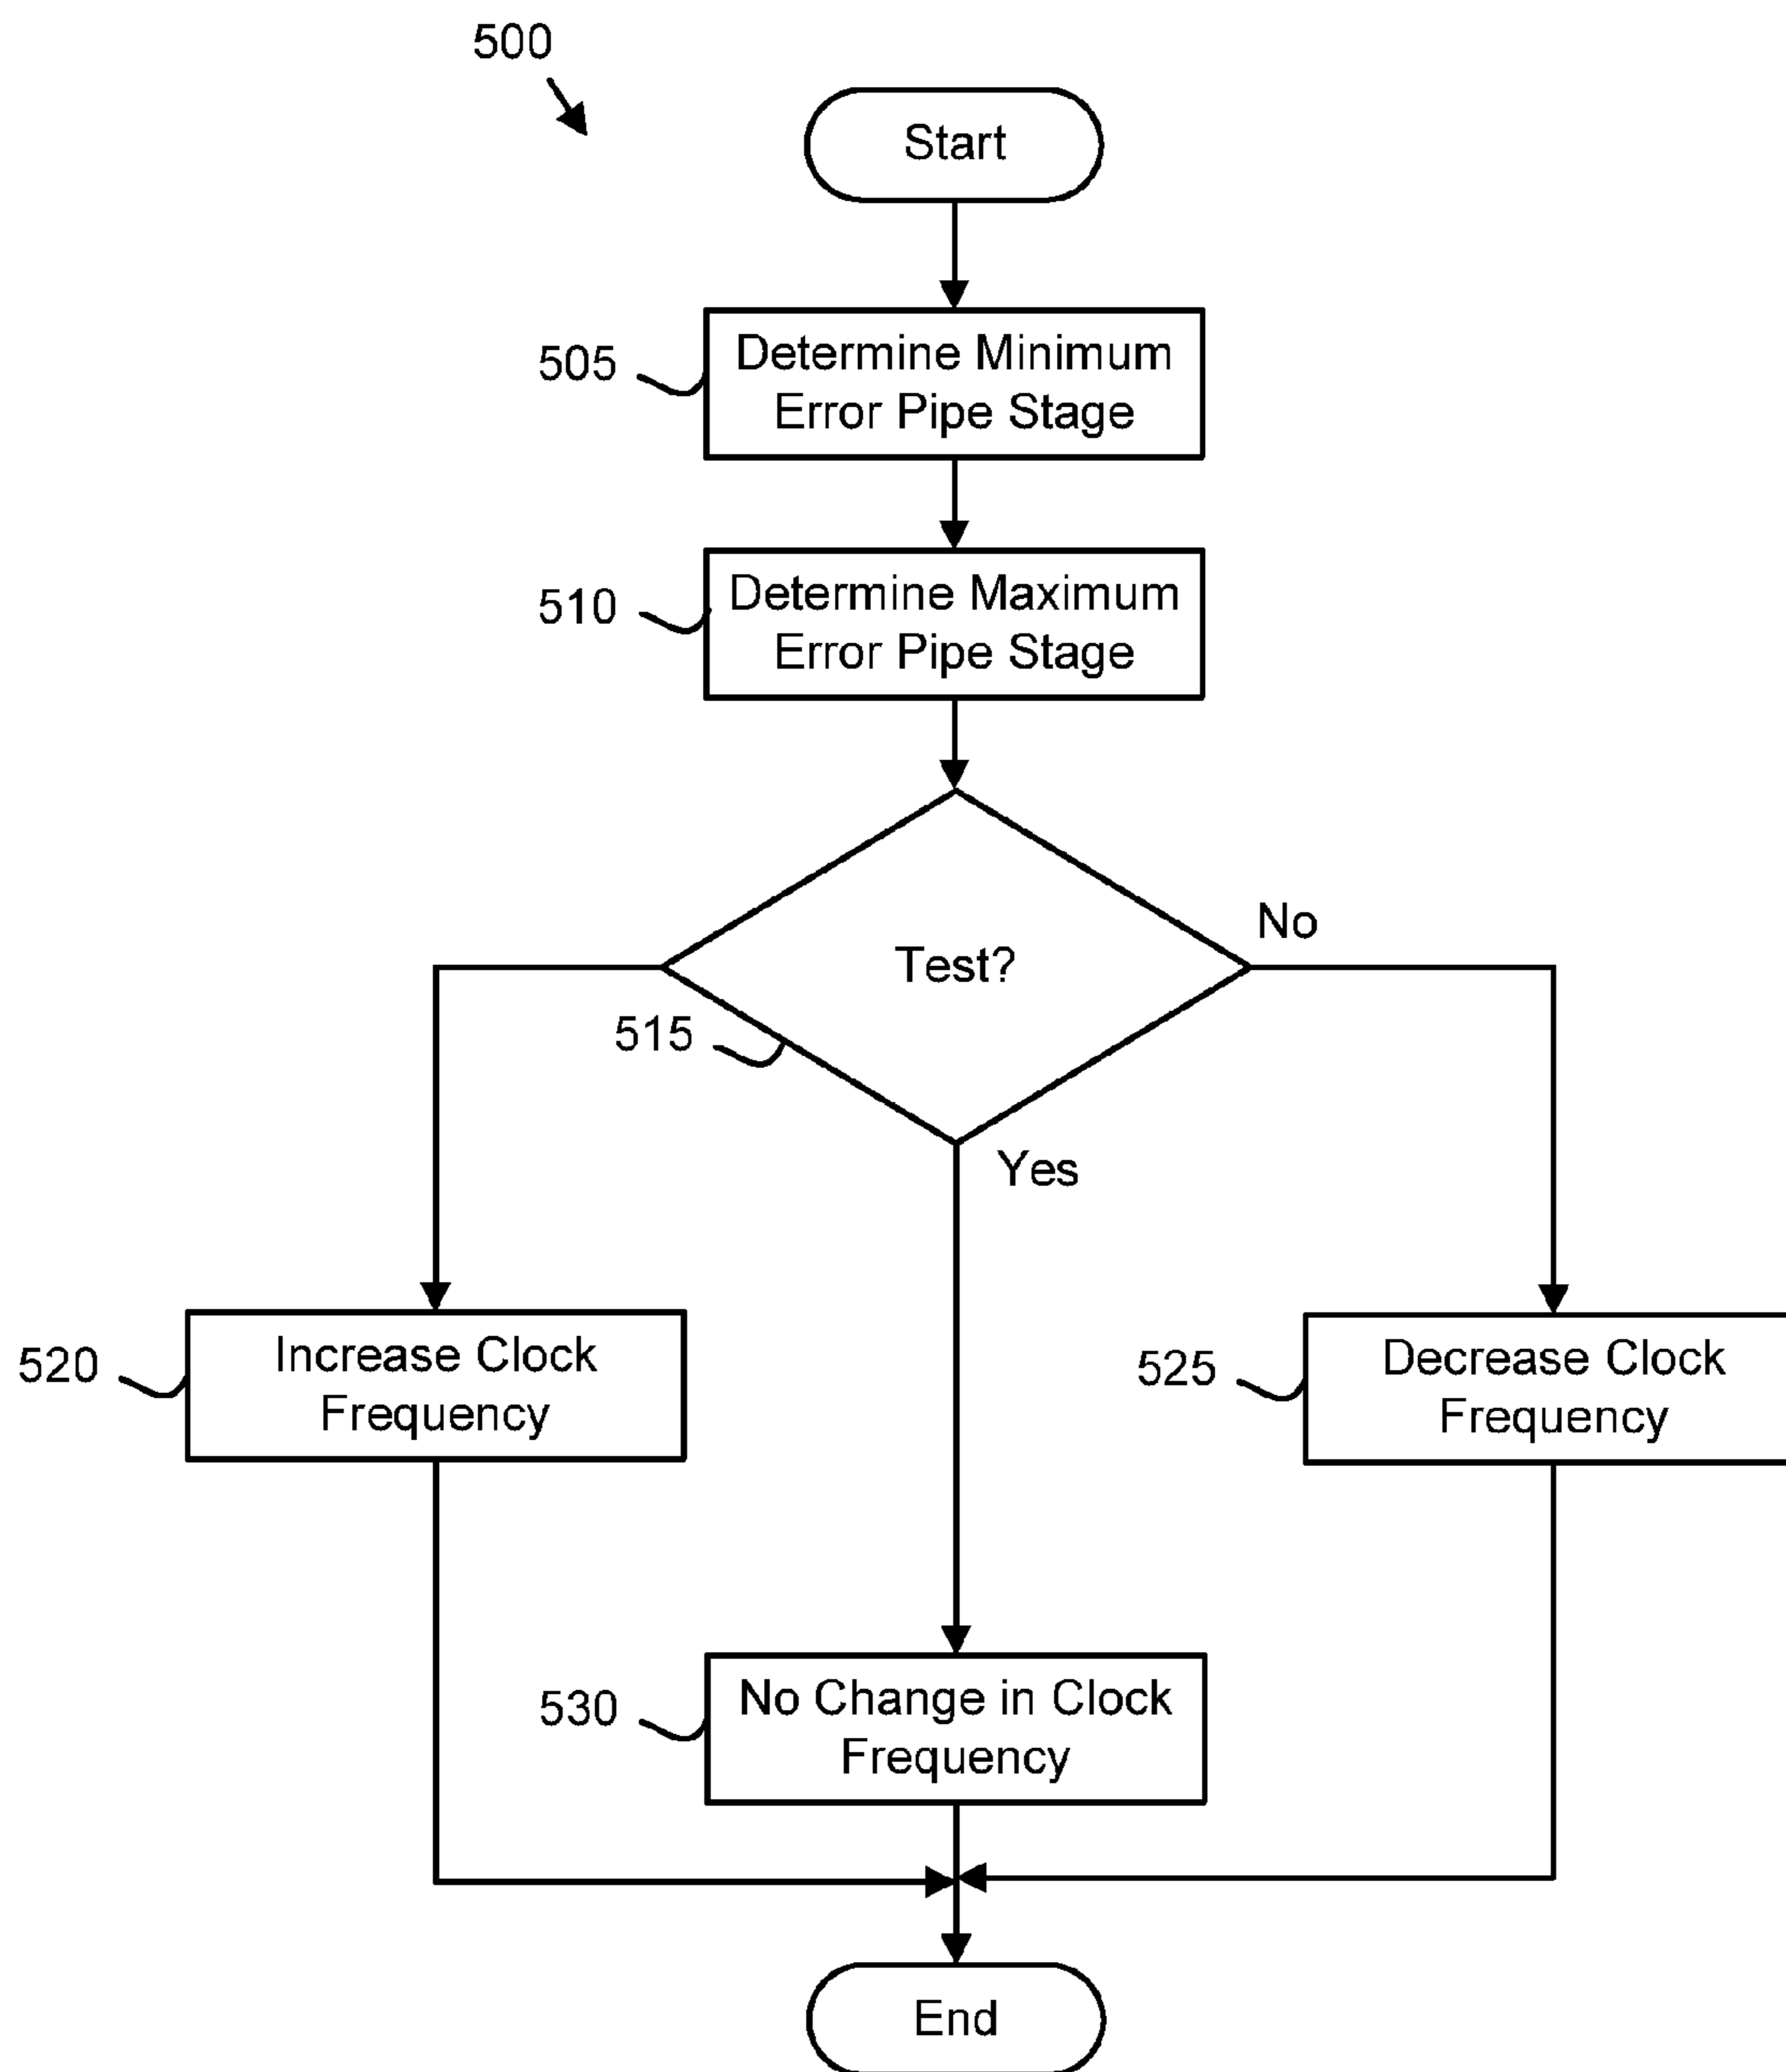 500
Start
505
Determine Minimum
Error Pipe Stage
510
Determine Maximum
Error Pipe Stage
No
Test?
515
Yes
520
Increase Clock
Frequency
525
Decrease Clock
Frequency
530
No Change in Clock
Frequency
End